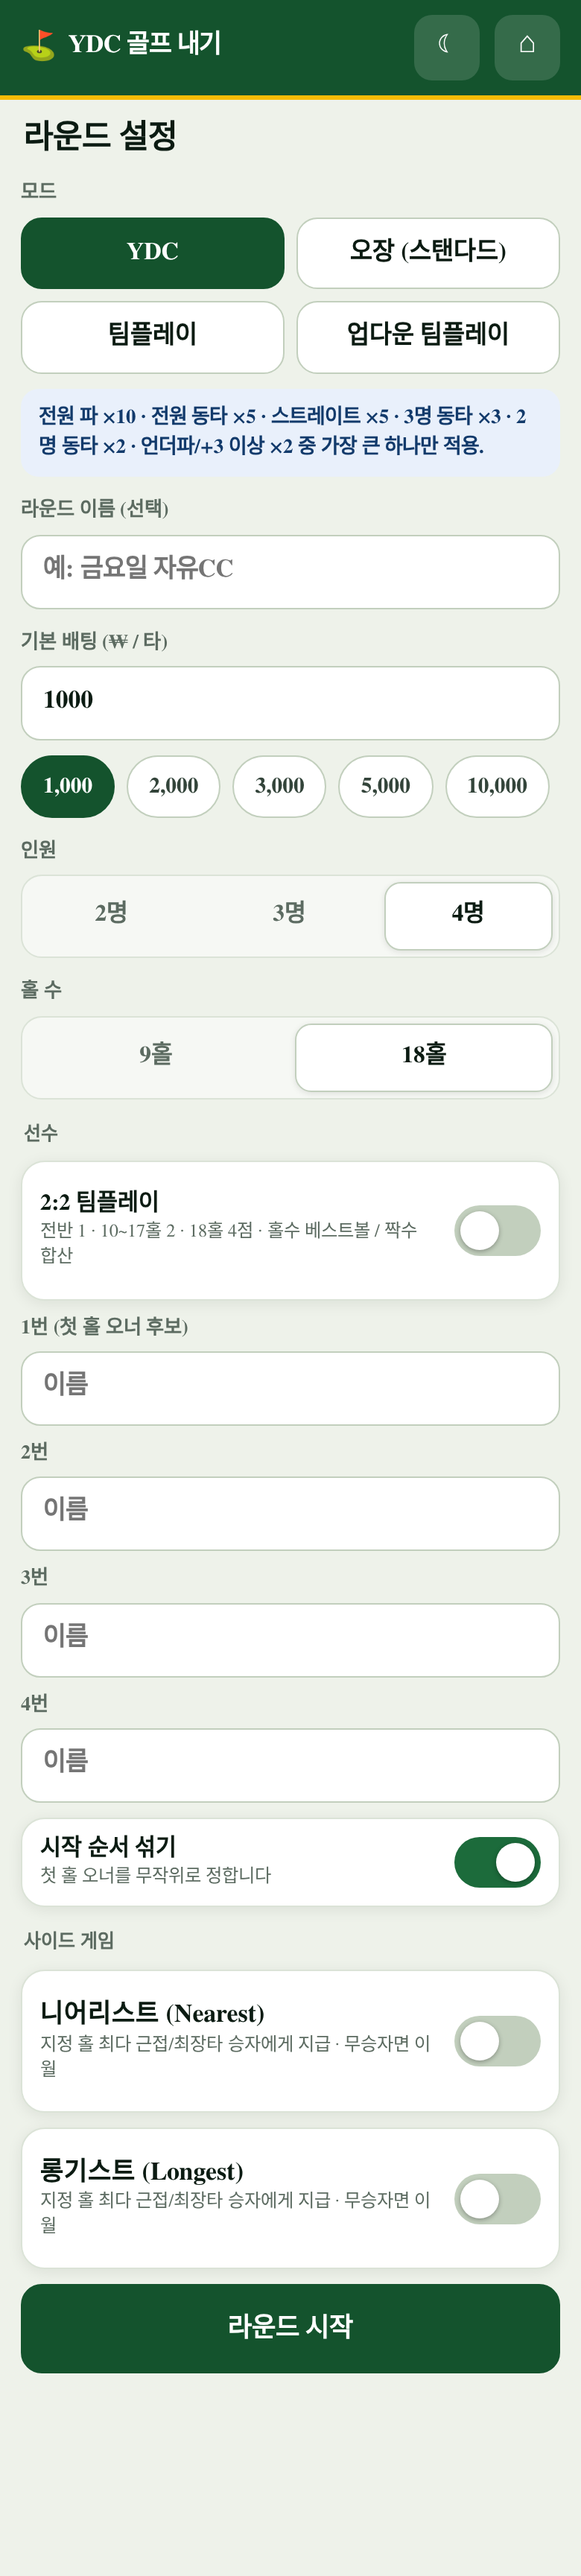 YDC 골프 내기
라운드 설정
모드
YDC
오장 (스탠다드)
팀플레이
업다운 팀플레이
전원 파 ×10 · 전원 동타 ×5 · 스트레이트 ×5 · 3명 동타 ×3 · 2
명 동타 ×2 · 언더파/+3 이상 ×2 중 가장 큰 하나만 적용.
라운드 이름 (선택)
예: 금요일 자유CC
기본 배팅 (₩ / 타)
1000
1,000
2,000
3,000
5,000
10,000
인원
2명
3명
4명
홀 수
9홀
18홀
선수
2:2 팀플레이
전반 1 · 10~17홀 2 · 18홀 4점 · 홀수 베스트볼 / 짝수
합산
1번 (첫 홀 오너 후보)
이름
2번
이름
3번
이름
4번
이름
시작 순서 섞기
첫 홀 오너를 무작위로 정합니다
사이드 게임
니어리스트 (Nearest)
지정 홀 최다 근접/최장타 승자에게 지급 · 무승자면 이
월
롱기스트 (Longest)
지정 홀 최다 근접/최장타 승자에게 지급 · 무승자면 이
월
라운드 시작